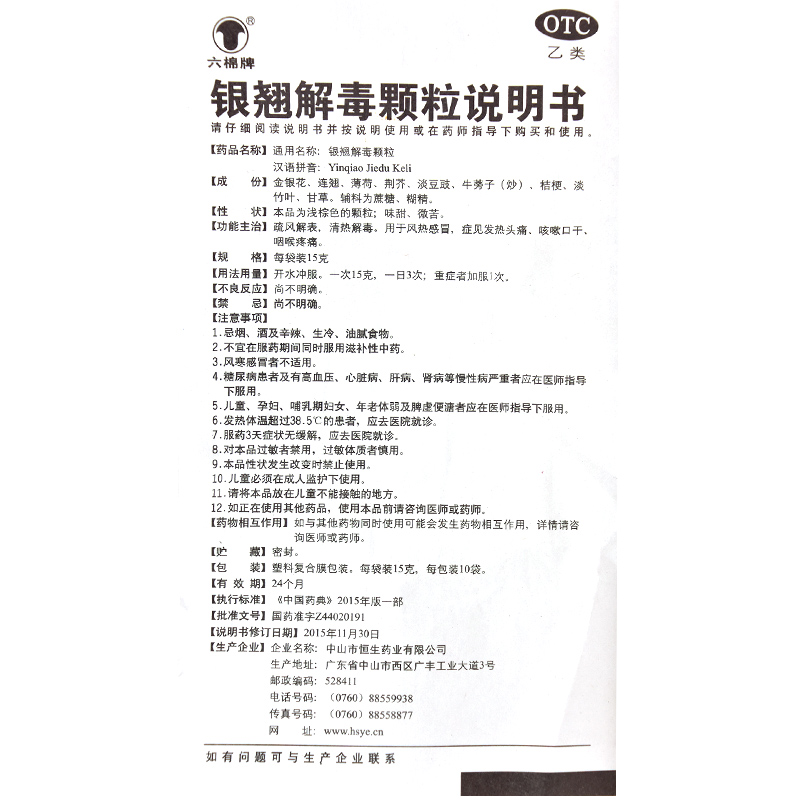 ®
OTC
乙类
六棉牌
银翘解毒颗粒说明书
请仔细阅读说明书并按说明使用或在药师指导下购买和使用。
【药品名称】通用名称：银翘解毒颗粒
汉语拼音：Yinqiao Jiedu Keli
【成　份】金银花、连翘、薄荷、荆芥、淡豆豉、牛蒡子（炒）、桔梗、淡
竹叶、甘草。辅料为蔗糖、糊精。
【性　状】本品为浅棕色的颗粒；味甜、微苦。
【功能主治】疏风解表，清热解毒。用于风热感冒，症见发热头痛、咳嗽口干、
咽喉疼痛。
【规　格】每袋装15克
【用法用量】开水冲服。一次15克，一日3次；重症者加服1次。
【不良反应】尚不明确。
【禁　忌】尚不明确。
【注意事项】
1.忌烟、酒及辛辣、生冷、油腻食物。
2.不宜在服药期间同时服用滋补性中药。
3.风寒感冒者不适用。
4.糖尿病患者及有高血压、心脏病、肝病、肾病等慢性病严重者应在医师指导
下服用。
5.儿童、孕妇、哺乳期妇女、年老体弱及脾虚便溏者应在医师指导下服用。
6.发热体温超过38.5℃的患者，应去医院就诊。
7.服药3天症状无缓解，应去医院就诊。
8.对本品过敏者禁用，过敏体质者慎用。
9.本品性状发生改变时禁止使用。
10.儿童必须在成人监护下使用。
11.请将本品放在儿童不能接触的地方。
12.如正在使用其他药品，使用本品前请咨询医师或药师。
【药物相互作用】如与其他药物同时使用可能会发生药物相互作用，详情请咨
询医师或药师。
【贮　藏】密封。
【包　装】塑料复合膜包装。每袋装15克，每包装10袋。
【有 效 期】24个月
【执行标准】《中国药典》2015年版一部
【批准文号】国药准字Z44020191
【说明书修订日期】2015年11月30日
【生产企业】企业名称：中山市恒生药业有限公司
生产地址：广东省中山市西区广丰工业大道3号
邮政编码：528411
电话号码：（0760）88559938
传真号码：（0760）88558877
网　址：www.hsye.cn
如有问题可与生产企业联系